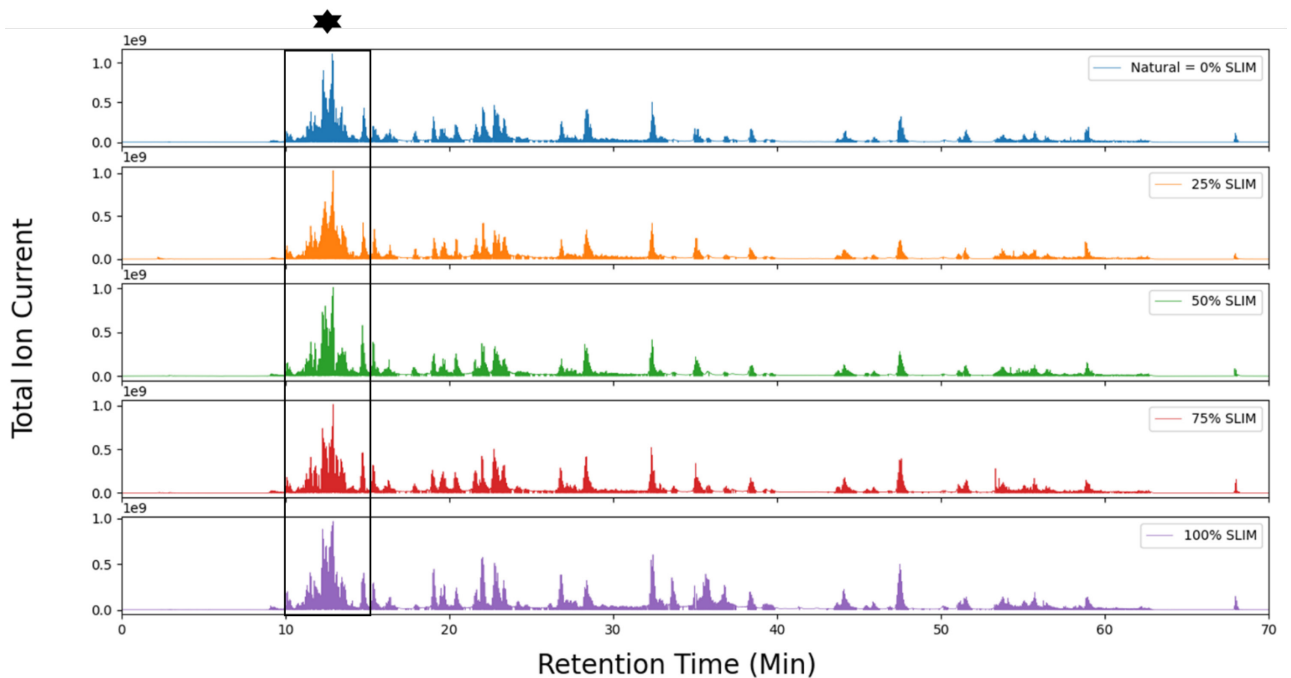 1e9
1.0
Natural = 0% SLIM
0.5
0.0
1e9
1.0
25% SLIM
0.5
0.0
1e9
1.0
50% SLIM
0.5
0.0
1e9
1.0
75% SLIM
0.5
0.0
1e9
1.0
100% SLIM
0.5
0.0
0 10 20 30 40 50 60 70
Total Ion Current
Retention Time (Min)